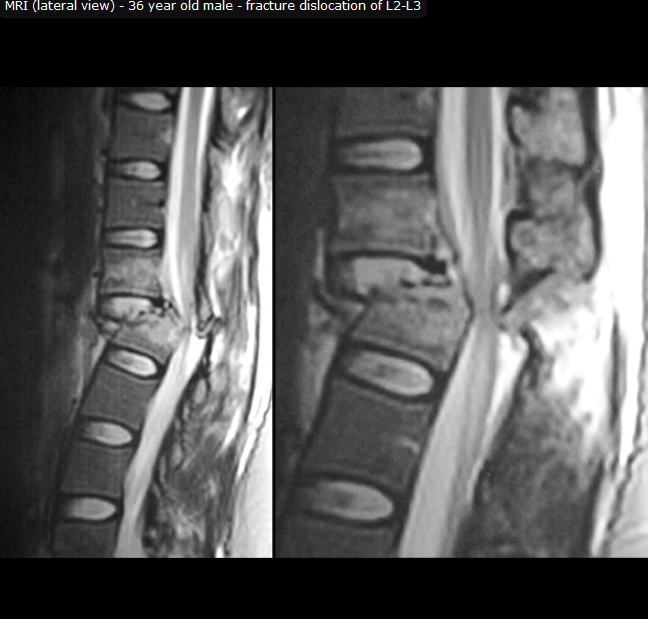 MRI (lateral view) - 36 year old male - fracture dislocation of L2-L3